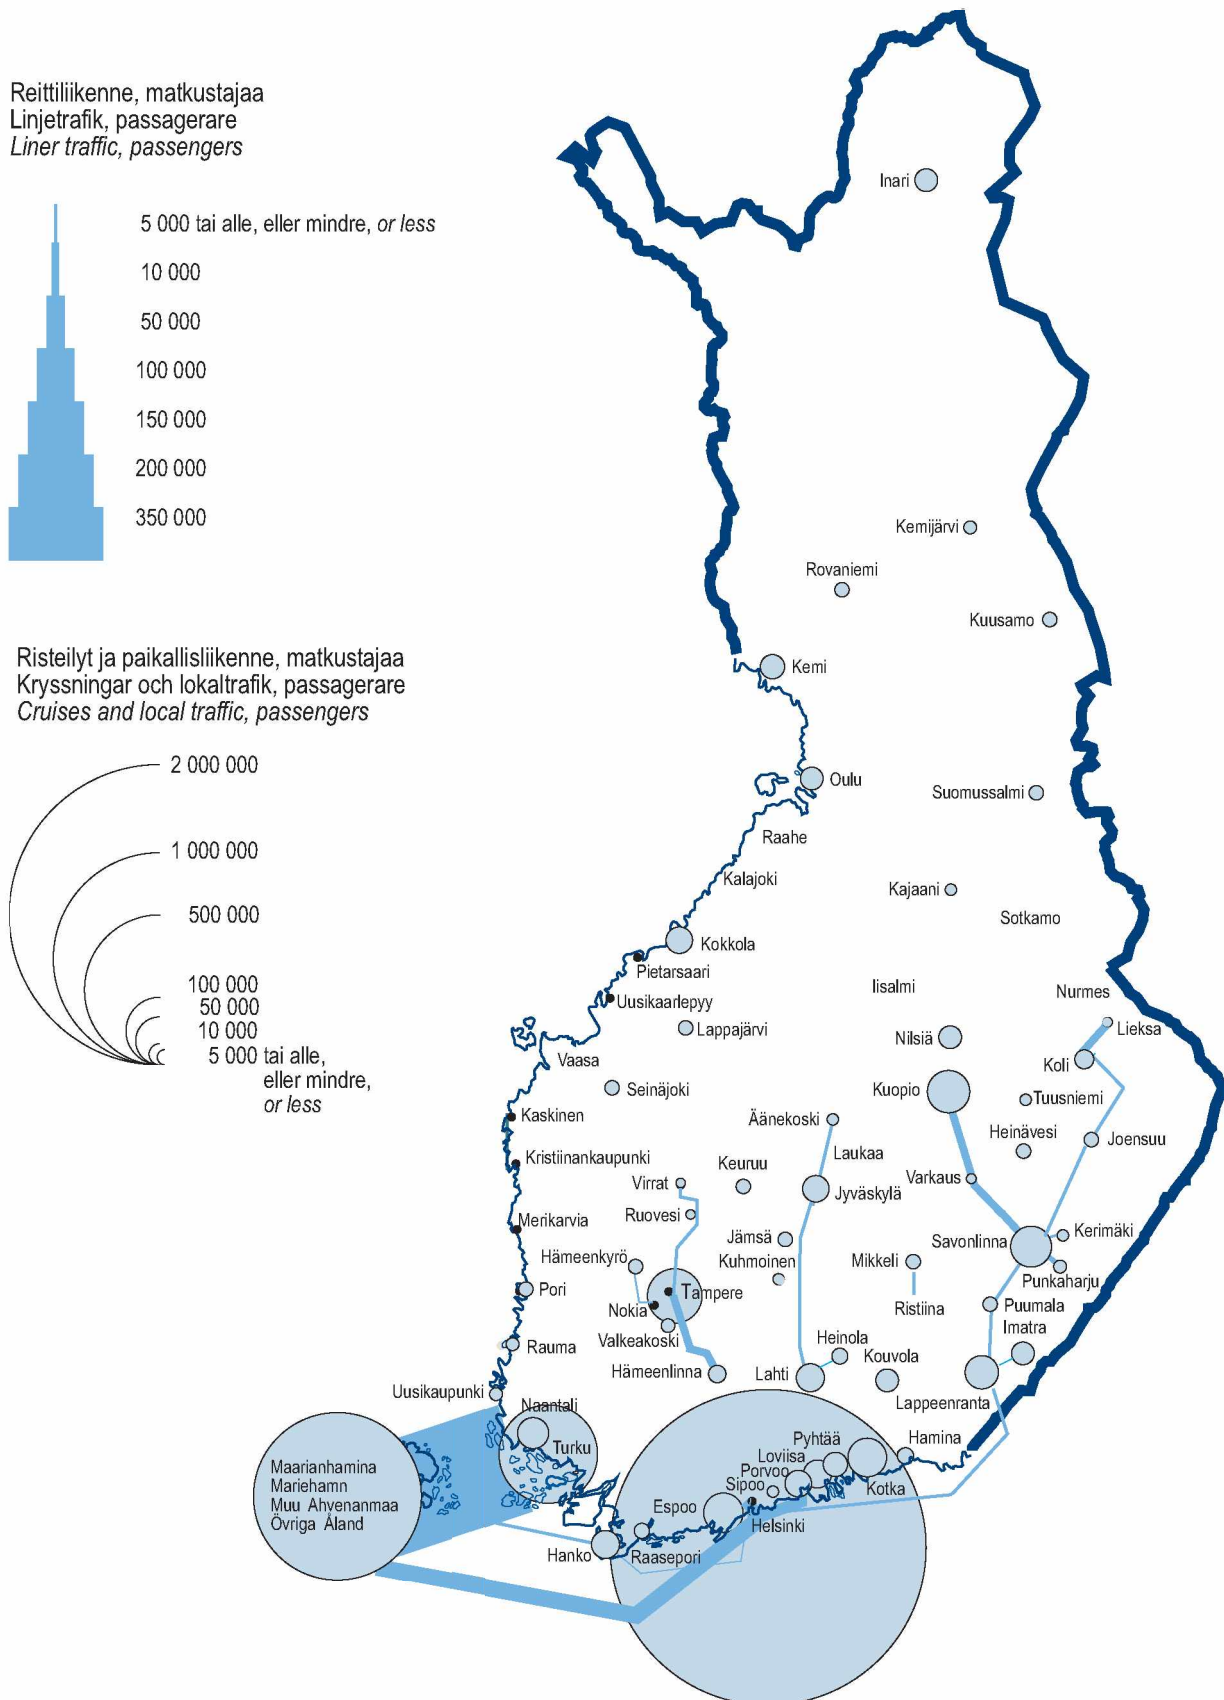 Reittiliikenne, matkustajaa
Linjetrafik, passagerare
Liner traffic, passengers
5 000 tai alle, eller mindre, or less
10 000
50 000
100 000
150 000
200 000
350 000
Risteilyt ja paikallisliikenne, matkustajaa
Kryssningar och lokaltrafik, passagerare
Cruises and local traffic, passengers
2 000 000
1 000 000
500 000
100 000
50 000
10 000
5 000 tai alle,
eller mindre,
or less
Inari
Kemijärvi
Rovaniemi
Kuusamo
Kemi
Oulu
Suomussalmi
Raahe
Kalajoki
Kajaani
Sotkamo
Kokkola
Pietarsaari
Iisalmi
Nurmes
Uusikaarlepyy
Lappajärvi
Lieksa
Nilsiä
Vaasa
Koli
Seinäjoki
Kuopio
Tuusniemi
Kaskinen
Äänekoski
Heinävesi
Joensuu
Laukaa
Kristiinankaupunki
Keuruu
Varkaus
Virrat
Jyväskylä
Ruovesi
Merikarvia
Jämsä
Savonlinna
Kerimäki
Hämeenkyrö
Kuhmoinen
Mikkeli
Punkaharju
Pori
Tampere
Nokia
Ristiina
Puumala
Valkeakoski
Imatra
Rauma
Heinola
Kouvola
Hämeenlinna
Lahti
Uusikaupunki
Lappeenranta
Naantali
Hamina
Pyhtää
Turku
Loviisa
Maarianhamina
Mariehamn
Muu Ahvenanmaa
Övriga Åland
Porvoo
Sipoo
Kotka
Espoo
Helsinki
Hanko
Raasepori